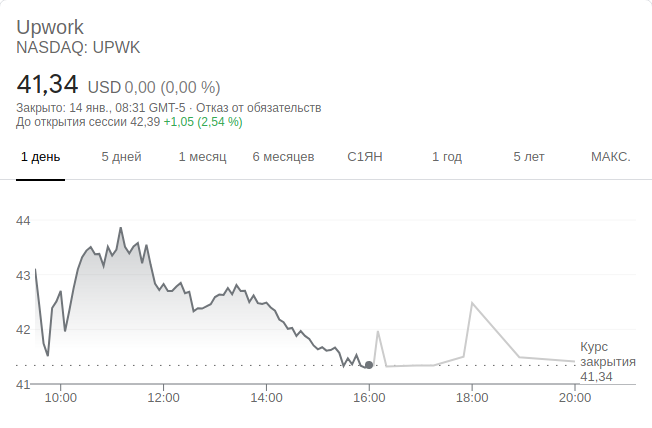 Upwork
NASDAQ: UPWK
41,34 USD 0,00 (0,00 %)
Закрыто: 14 янв., 08:31 GMT-5 · Отказ от обязательств
До открытия сессии 42,39 +1,05 (2,54 %)
1 день 5 дней 1 месяц 6 месяцев С1ЯН 1 год 5 лет МАКС.
44
43
42
Курс
закрытия
41,34
41
10:00 12:00 14:00 16:00 18:00 20:00